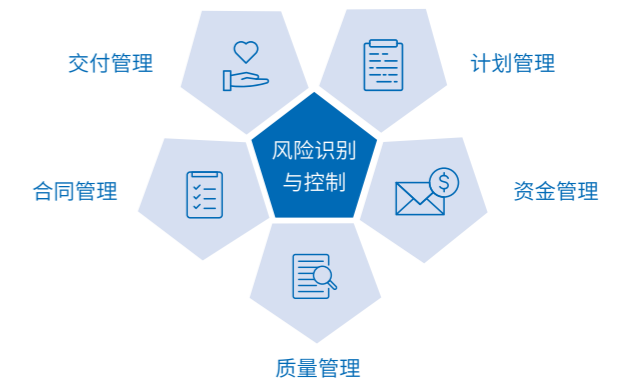 交付管理
计划管理
风险识别
与控制
合同管理
资金管理
$
质量管理